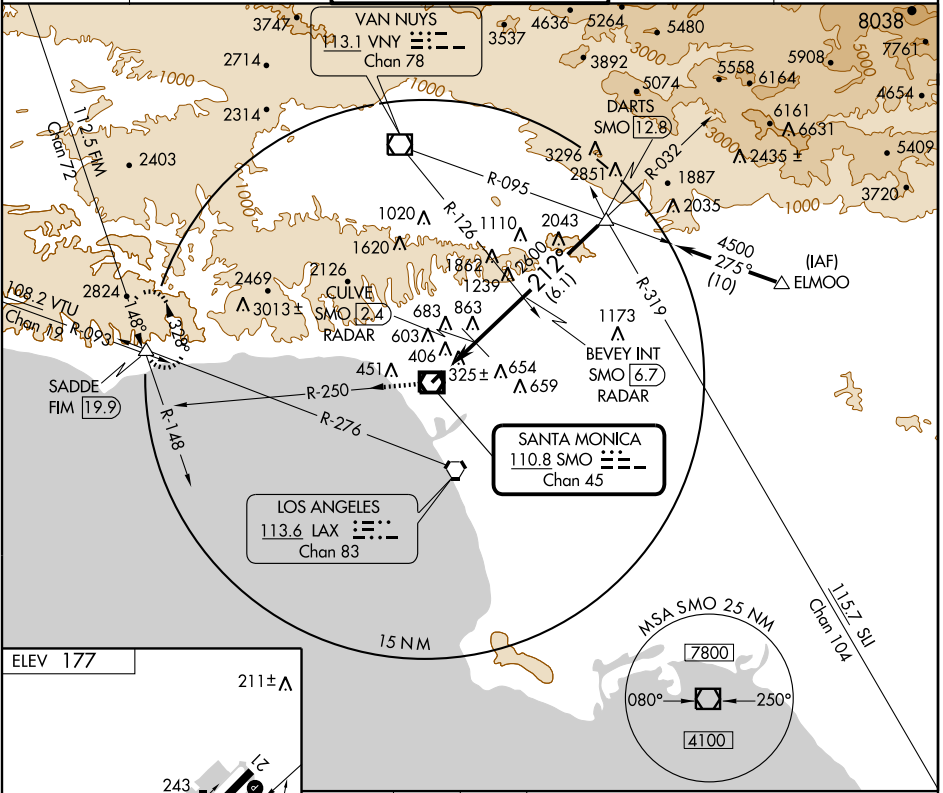 3747
VAN NUYS
113.1 VNY
Chan 78
3537
4636
5264
5480
8038
7761
2714
3892
5558
5908
5000
1000
5074
6164
4654
DARTS
SMO 12.8
2314
3000
6161
6631
112.5 FIM
Chan 72
2403
3296
R-032
2435 ±
5409
2851
1887
3720
R-095
2035
1000
1000
1020
R-126
1110
2043
1620
4500
275°
(10)
(IAF)
ELMOO
1862
2600
212°
(6.1)
1239
R-319
2469
2126
2824
3013 ±
CULVE
SMO 2.4
RADAR
683
863
1173
108.2 VTU
Chan 19
R-093
148°
328°
603
406
BEVEY INT
SMO 6.7
RADAR
451
325 ±
654
659
SADDE
FIM 19.9
R-250
R-148
R-276
SANTA MONICA
110.8 SMO
Chan 45
LOS ANGELES
113.6 LAX
Chan 83
115.7 SLI
Chan 104
15 NM
MSA SMO 25 NM
7800
080°
250°
4100
ELEV 177
211 ±
21
243
P